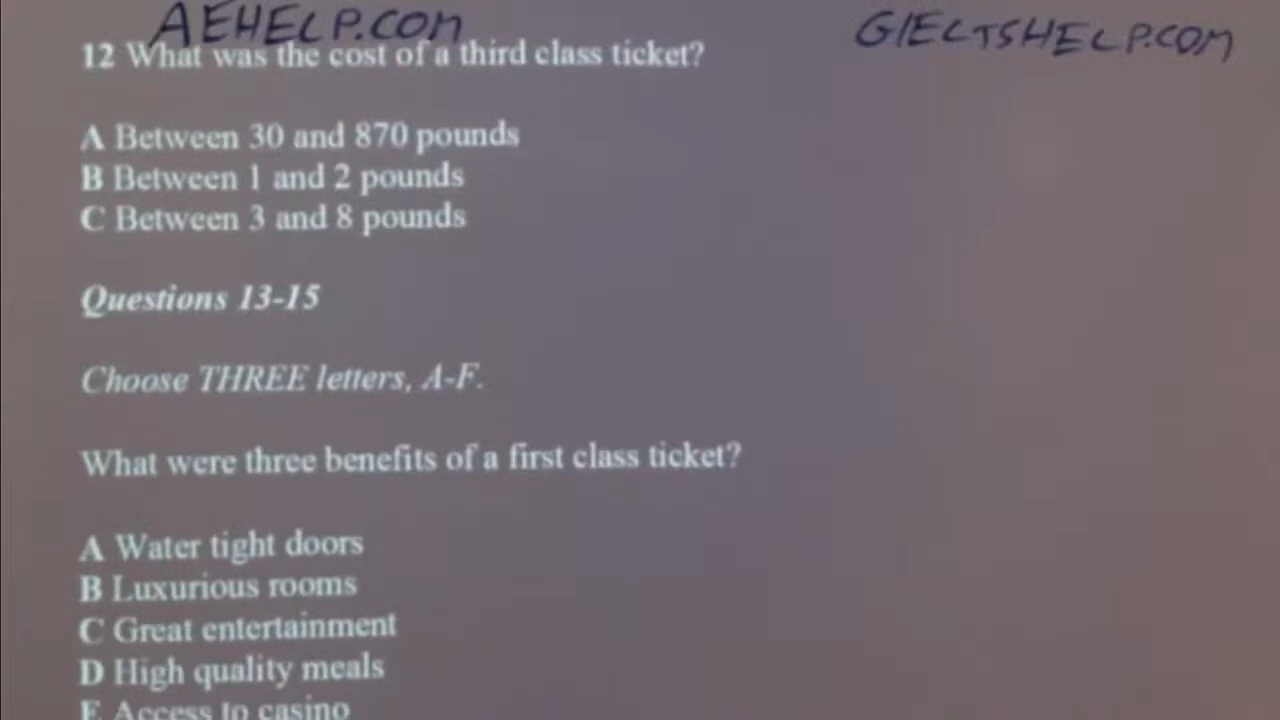 AEHELP.COM
GIELTSHELP.COM
12 What was the cost of a third class ticket?
A Between 30 and 870 pounds
B Between 1 and 2 pounds
C Between 3 and 8 pounds
Questions 13-15
Choose THREE letters, A-F.
What were three benefits of a first class ticket?
A Water tight doors
B Luxurious rooms
C Great entertainment
D High quality meals
E Access to casino